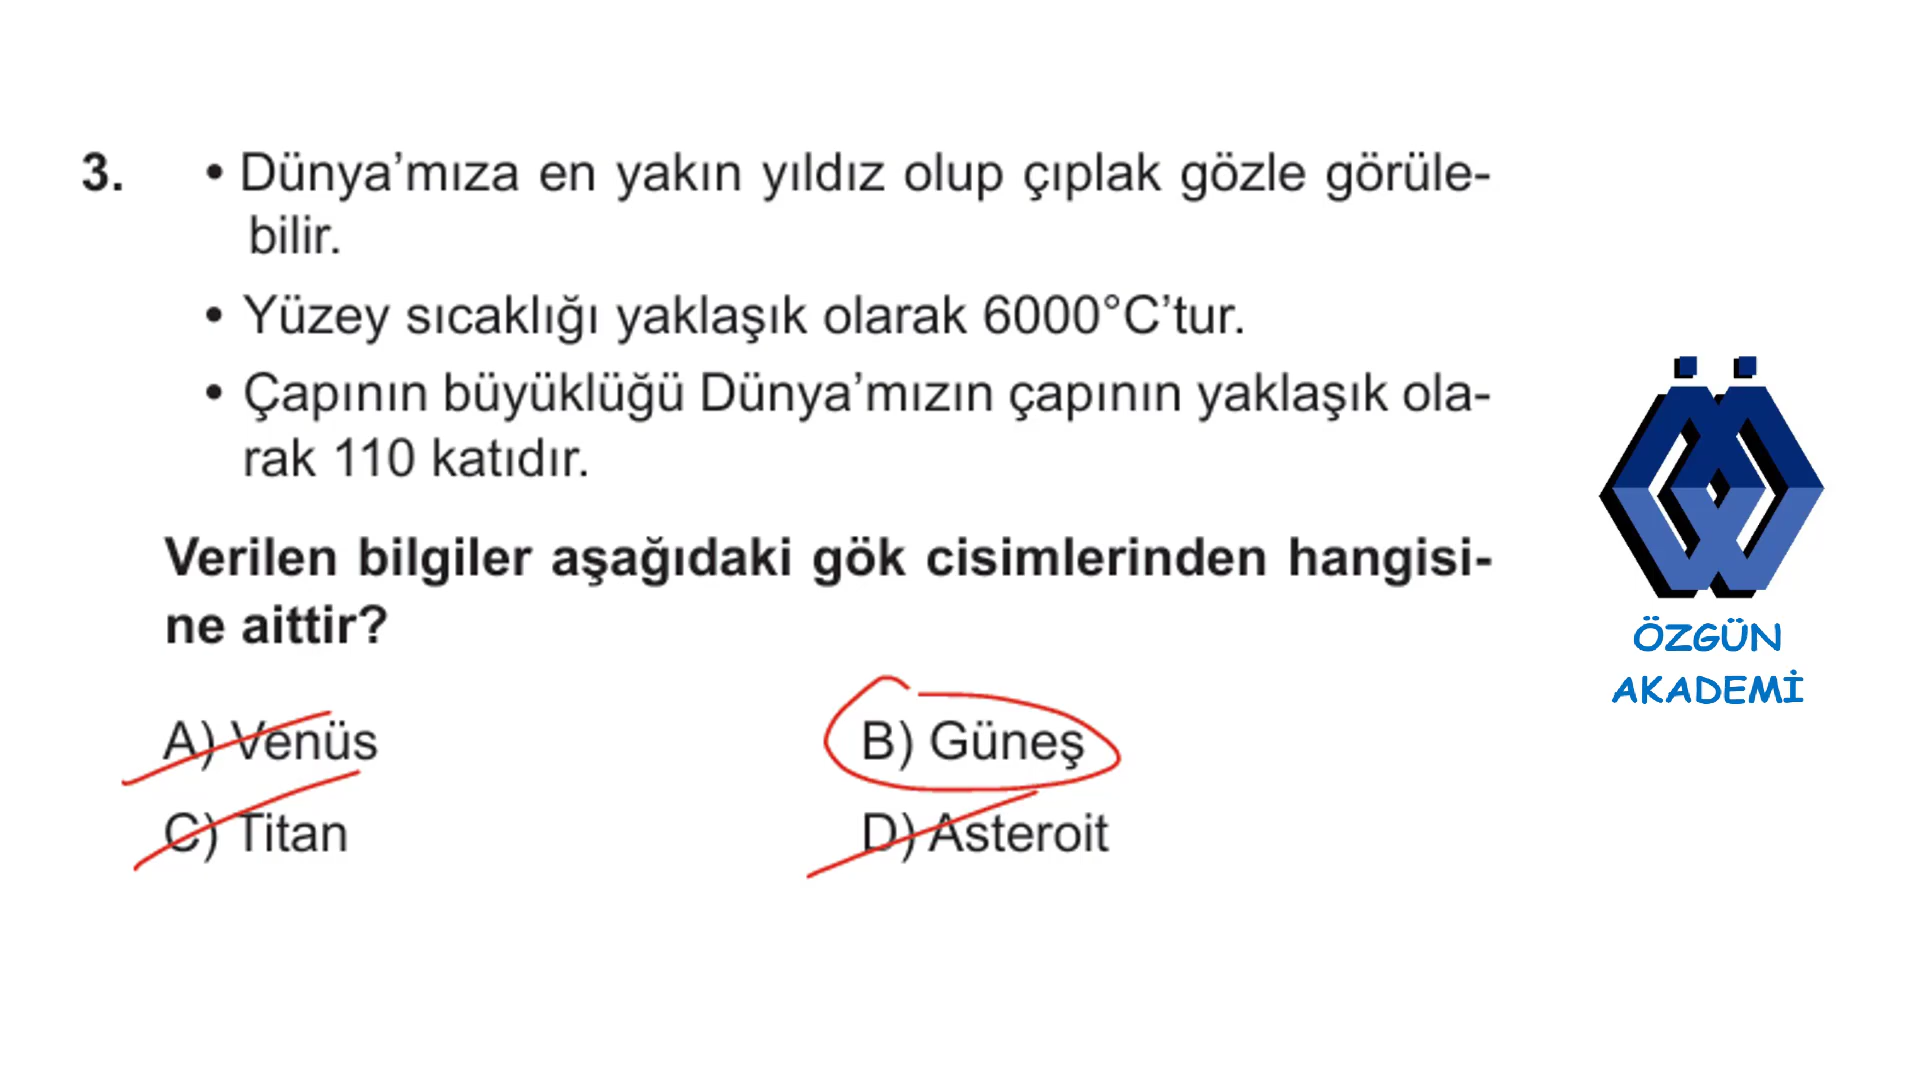 3. • Dünya’mıza en yakın yıldız olup çıplak gözle görüle-
bilir.
• Yüzey sıcaklığı yaklaşık olarak 6000°C’tur.
• Çapının büyüklüğü Dünya’mızın çapının yaklaşık ola-
rak 110 katıdır.
Verilen bilgiler aşağıdaki gök cisimlerinden hangisi-
ne aittir?
A) Venüs B) Güneş
C) Titan D) Asteroit
ÖZGÜN
AKADEMİ